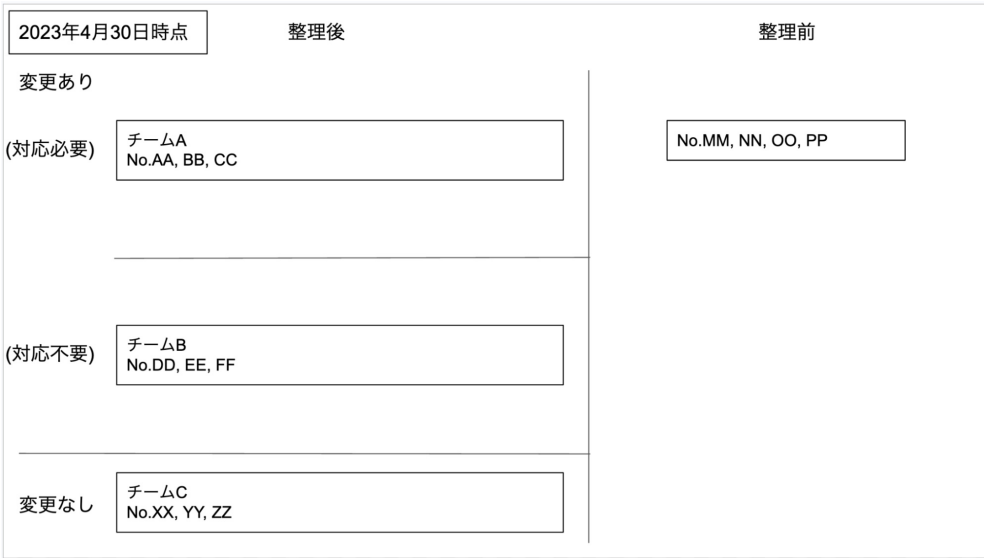 2023年4月30日時点
整理後
整理前
変更あり
(対応必要)
チームA
No.AA, BB, CC
No.MM, NN, OO, PP
(対応不要)
チームB
No.DD, EE, FF
変更なし
チームC
No.XX, YY, ZZ